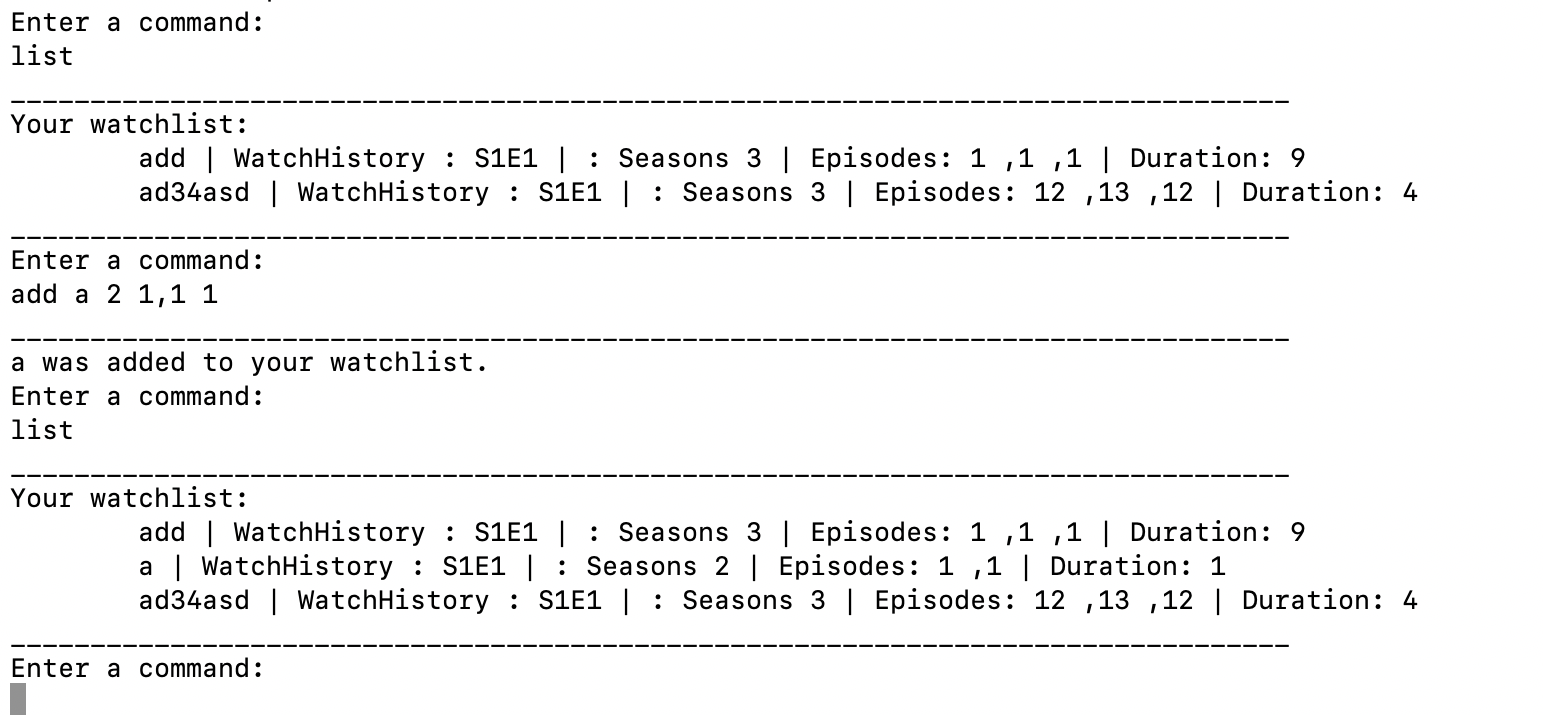 Enter a command:
list
________________________________________________________________________________
Your watchlist:
        add | WatchHistory : S1E1 | : Seasons 3 | Episodes: 1 ,1 ,1 | Duration: 9
        ad34asd | WatchHistory : S1E1 | : Seasons 3 | Episodes: 12 ,13 ,12 | Duration: 4
________________________________________________________________________________
Enter a command:
add a 2 1,1 1
________________________________________________________________________________
a was added to your watchlist.
Enter a command:
list
________________________________________________________________________________
Your watchlist:
        add | WatchHistory : S1E1 | : Seasons 3 | Episodes: 1 ,1 ,1 | Duration: 9
        a | WatchHistory : S1E1 | : Seasons 2 | Episodes: 1 ,1 | Duration: 1
        ad34asd | WatchHistory : S1E1 | : Seasons 3 | Episodes: 12 ,13 ,12 | Duration: 4
________________________________________________________________________________
Enter a command: